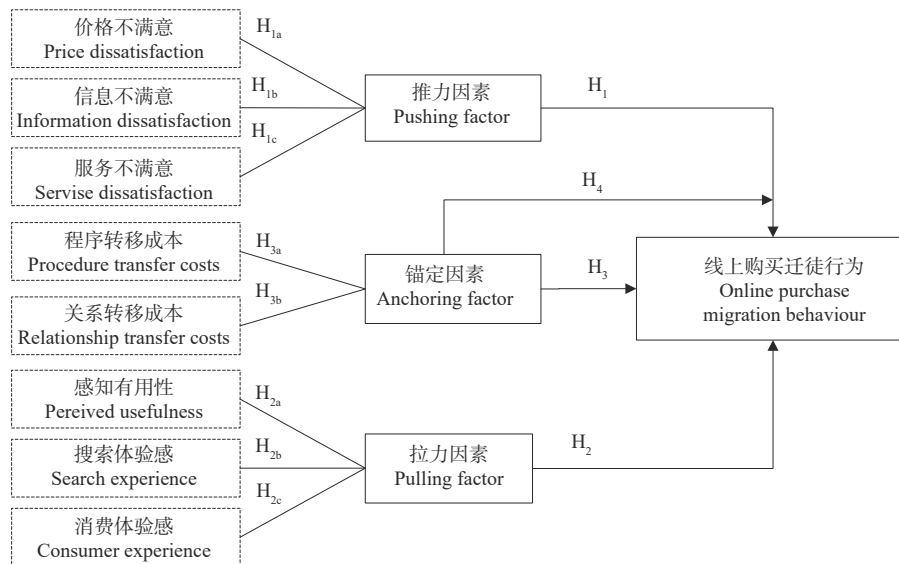 价格不满意
Price dissatisfaction
H1a
信息不满意
Information dissatisfaction
H1b
服务不满意
Servise dissatisfaction
H1c
推力因素
Pushing factor
H1
H4
程序转移成本
Procedure transfer costs
H3a
关系转移成本
Relationship transfer costs
H3b
锚定因素
Anchoring factor
H3
线上购买迁徒行为
Online purchase
migration behaviour
感知有用性
Pereived usefulness
H2a
搜索体验感
Search experience
H2b
消费体验感
Consumer experience
H2c
拉力因素
Pulling factor
H2